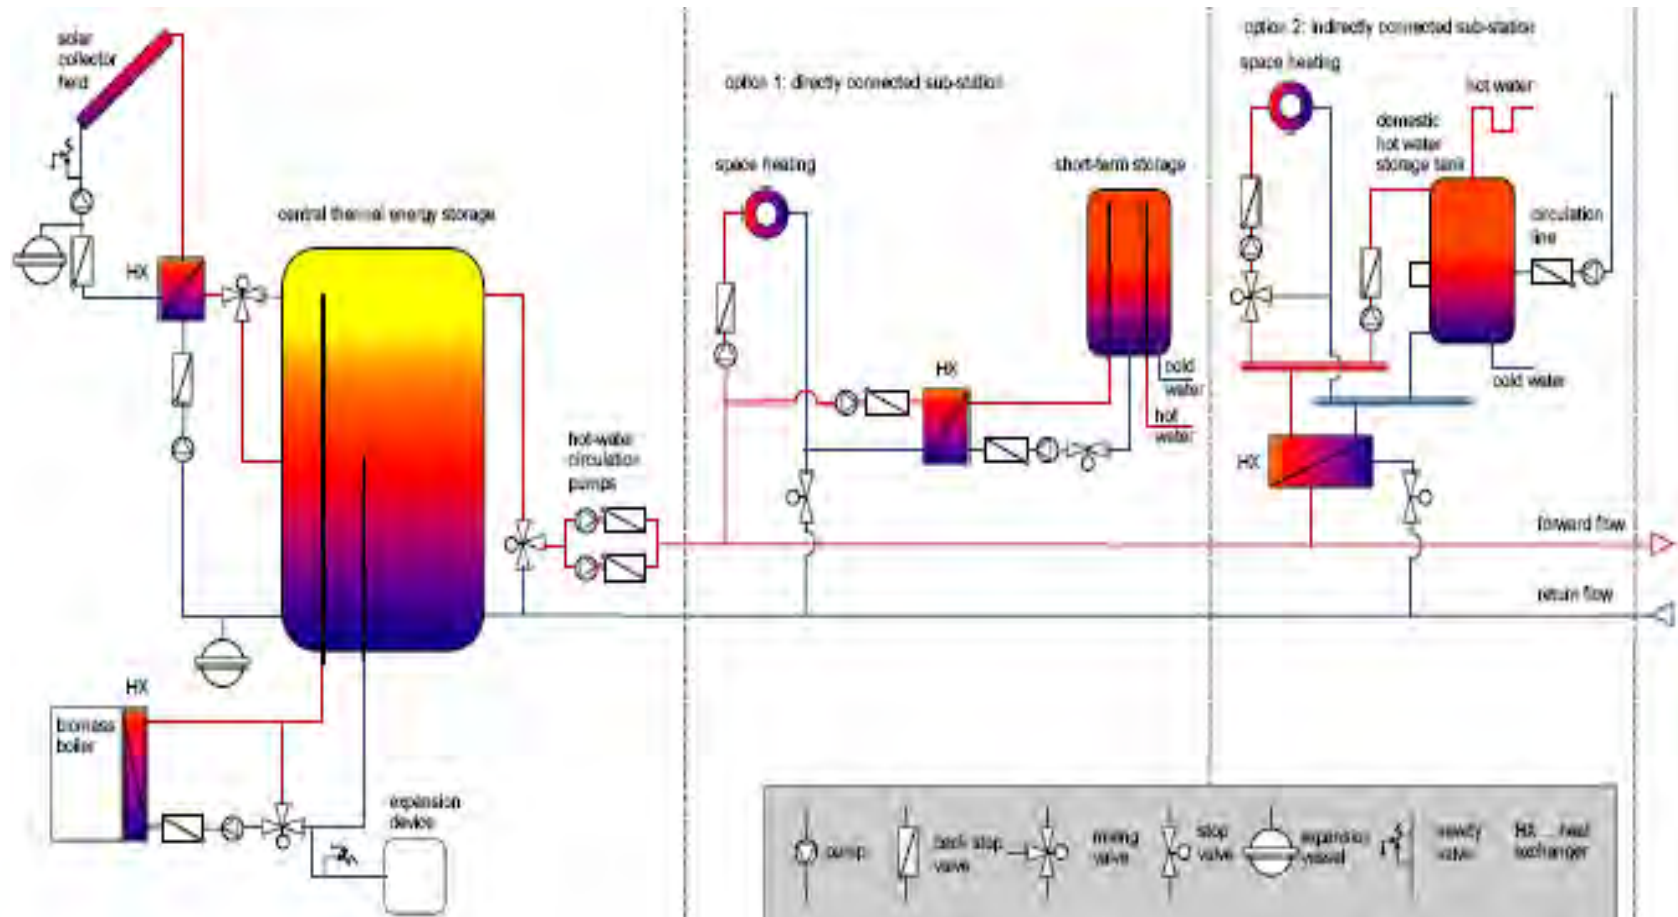 solar
collector
field
HX
central thermal energy storage
hot-water
circulation
pumps
HX
biomass
boiler
expansion
device
option 1: directly connected sub-station
space heating
short-term storage
HX
cold
water
hot
water
option 2: indirectly connected sub-station
space heating
hot water
domestic
hot water
storage tank
circulation
line
cold water
HX
forward flow
return flow
pump
back stop
valve
mixing
valve
stop
valve
expansion
vessel
valve
HX ... heat
exchanger